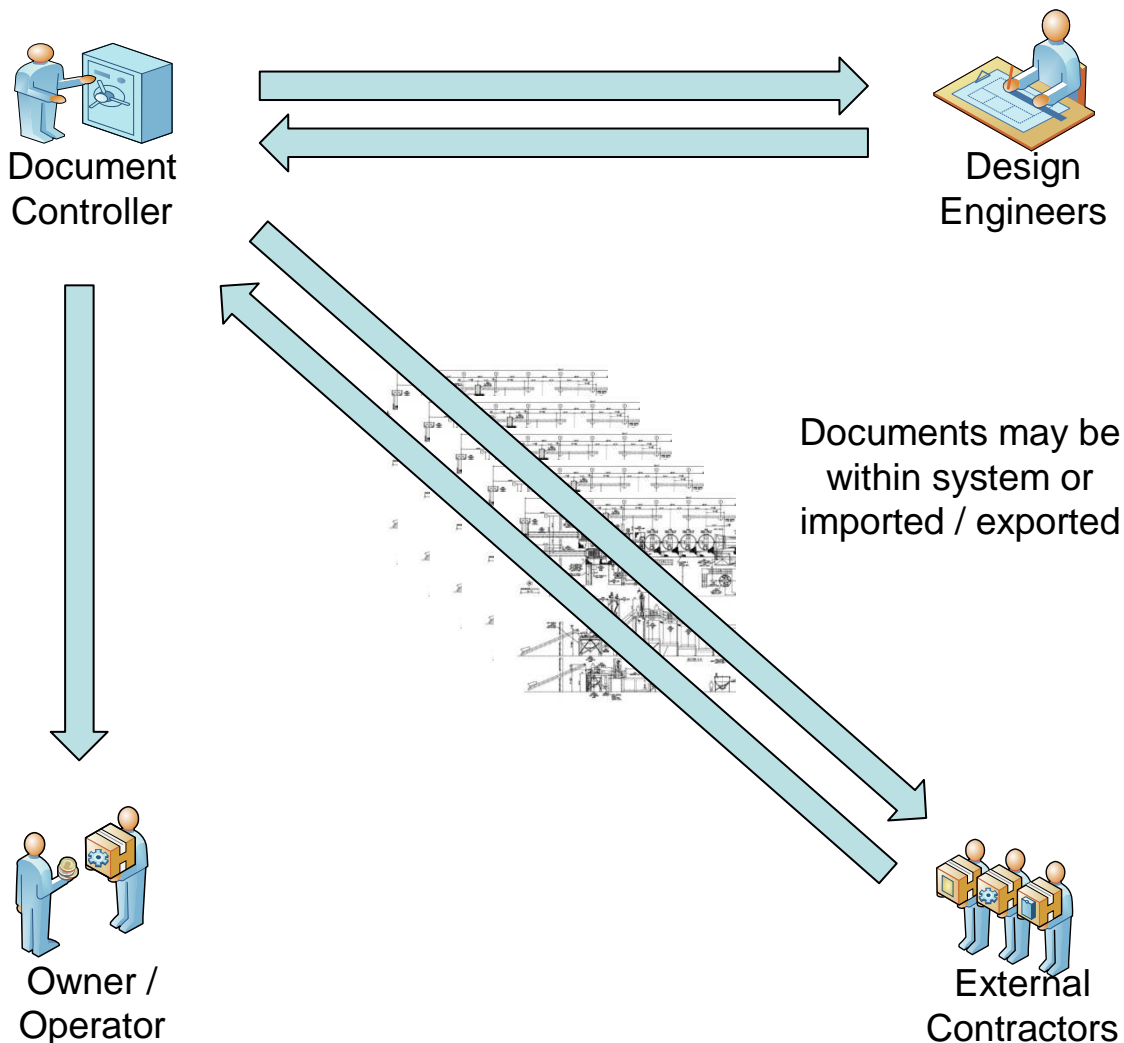 Document
Controller
Design
Engineers
Documents may be
within system or
imported / exported
Owner /
Operator
External
Contractors